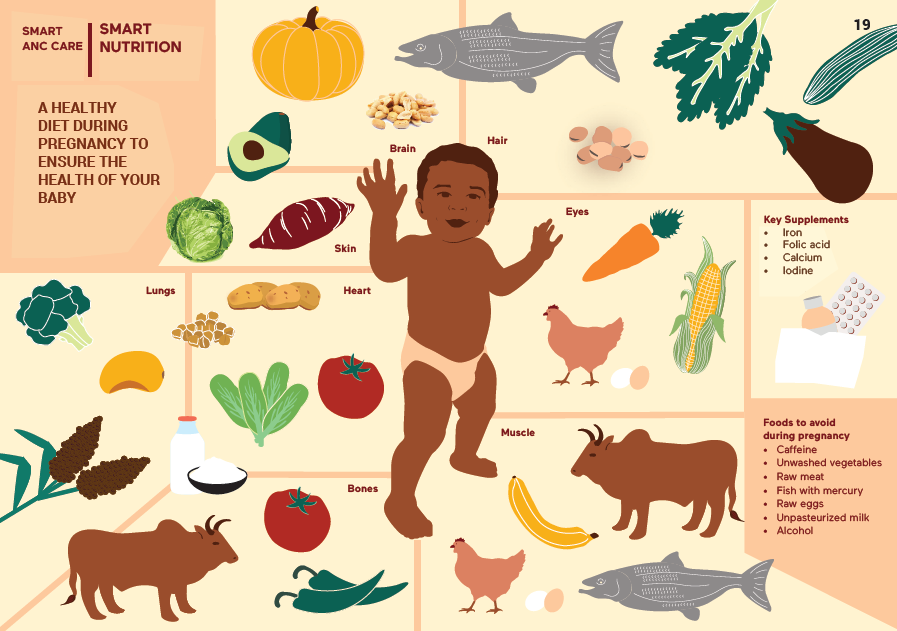 SMART
ANC CARE
SMART
NUTRITION
19
A HEALTHY
DIET DURING
PREGNANCY TO
ENSURE THE
HEALTH OF YOUR
BABY
Brain
Hair
Skin
Eyes
Key Supplements
• Iron
• Folic acid
• Calcium
• Iodine
Lungs
Heart
Muscle
Foods to avoid
during pregnancy
• Caffeine
• Unwashed vegetables
• Raw meat
• Fish with mercury
• Raw eggs
• Unpasteurized milk
• Alcohol
Bones